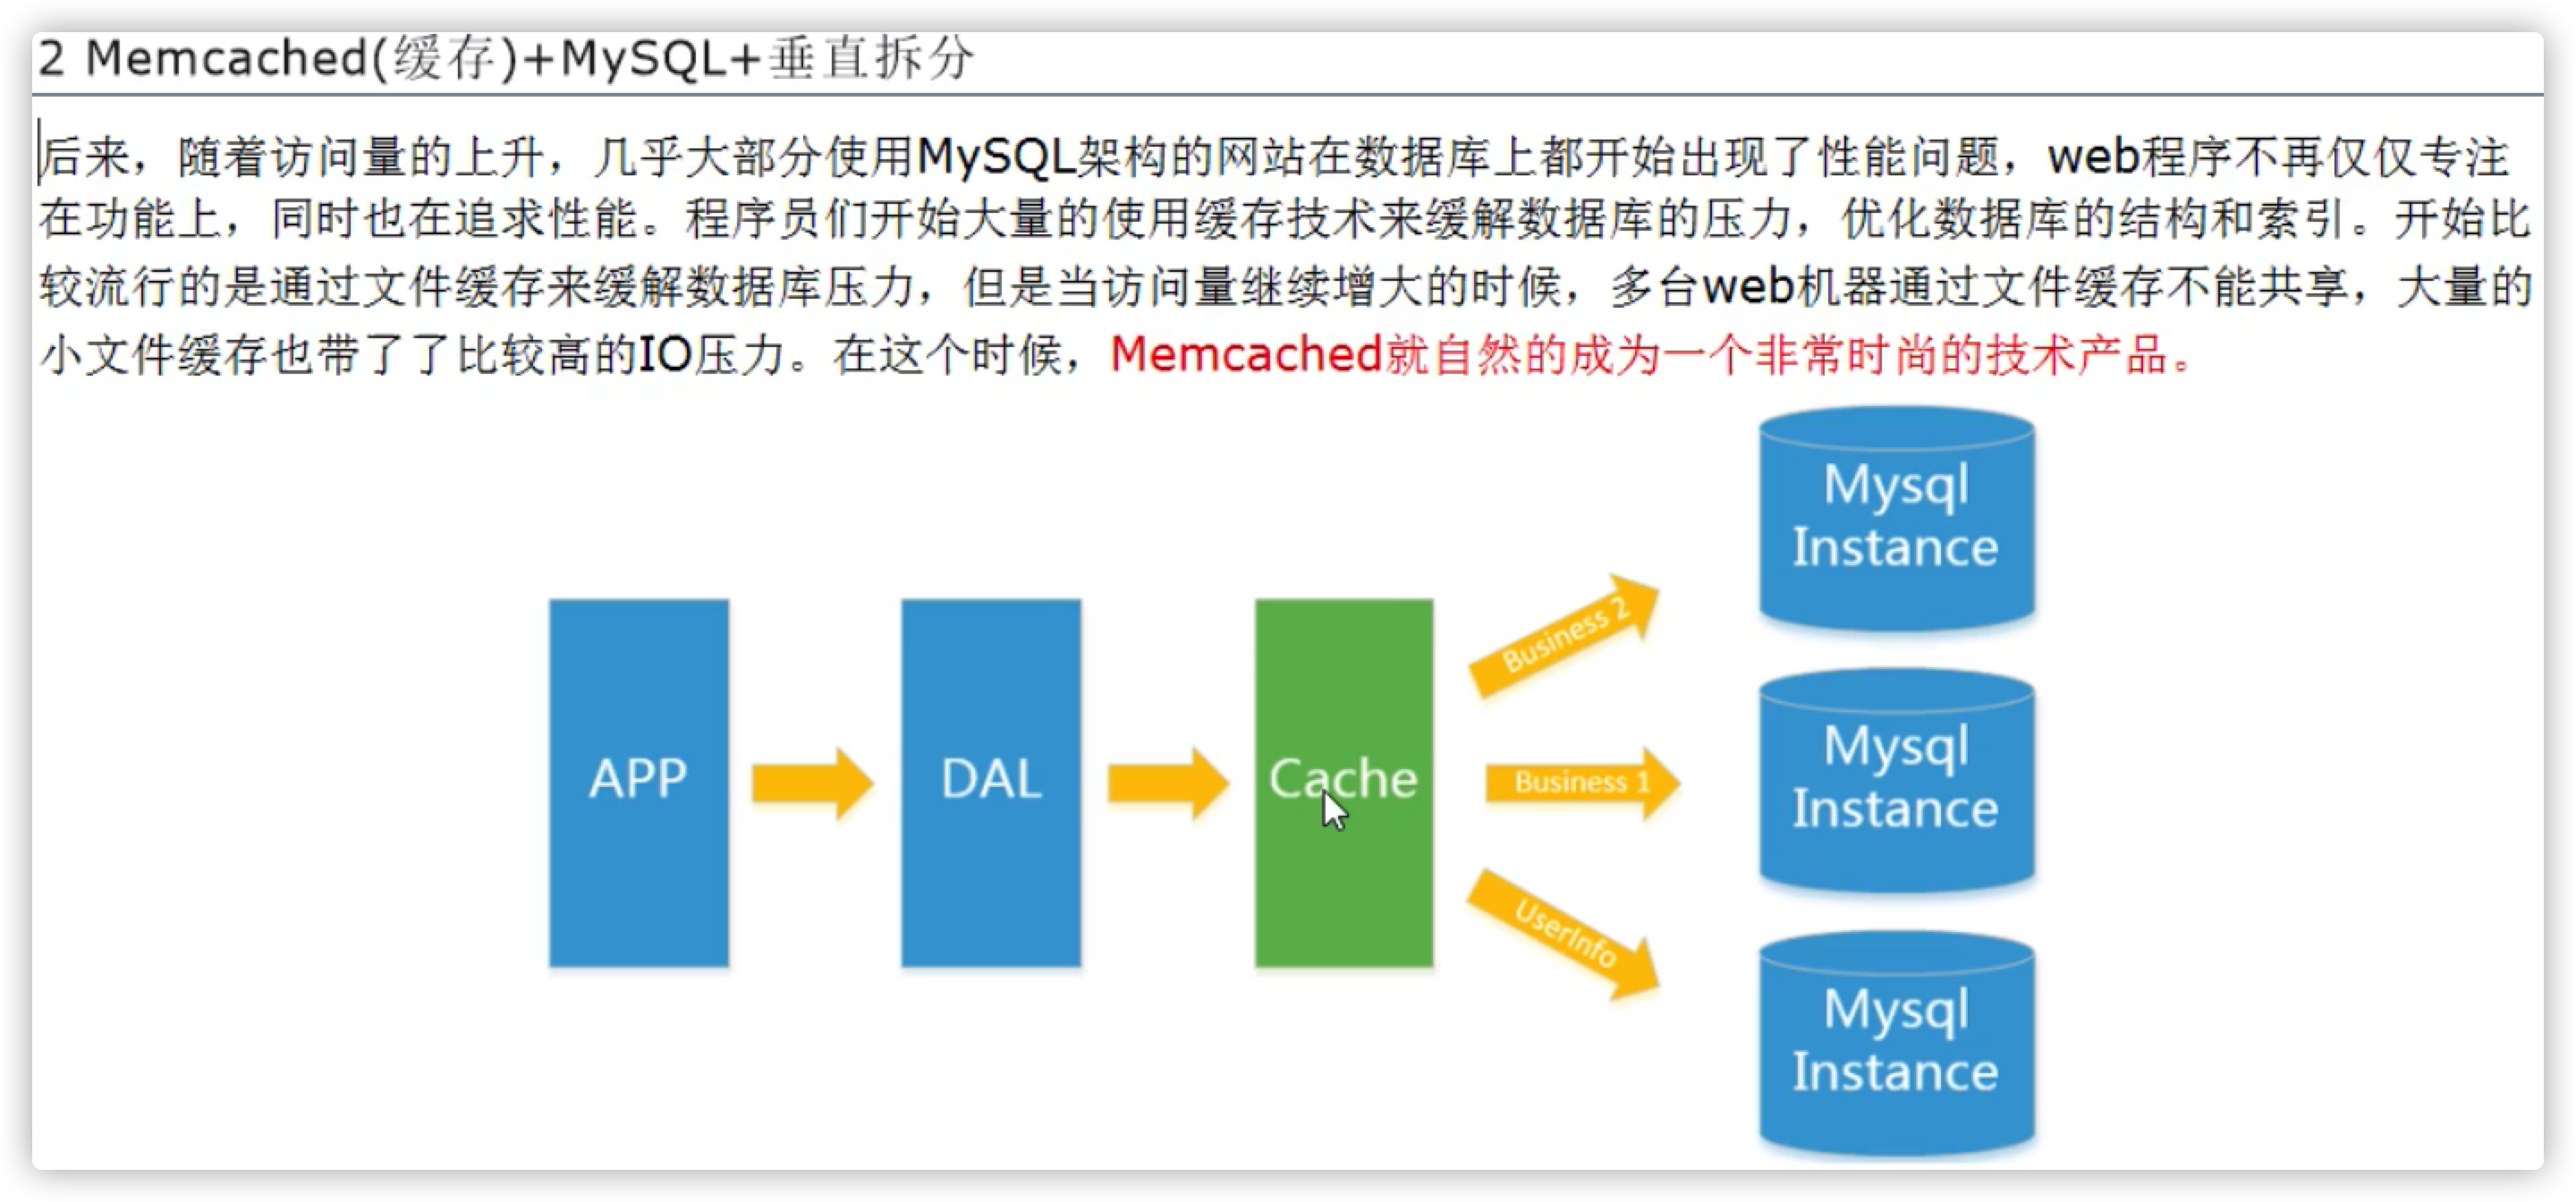 2 Memcached(缓存)+MySQL+垂直拆分
后来，随着访问量的上升，几乎大部分使用MySQL架构的网站在数据库上都开始出现了性能问题，web程序不再仅仅专注
在功能上，同时也在追求性能。程序员们开始大量的使用缓存技术来缓解数据库的压力，优化数据库的结构和索引。开始比
较流行的是通过文件缓存来缓解数据库压力，但是当访问量继续增大的时候，多台web机器通过文件缓存不能共享，大量的
小文件缓存也带了了比较高的IO压力。在这个时候，Memcached就自然的成为一个非常时尚的技术产品。
APP
DAL
Cache
Business 2
Business 1
UserInfo
Mysql
Instance
Mysql
Instance
Mysql
Instance